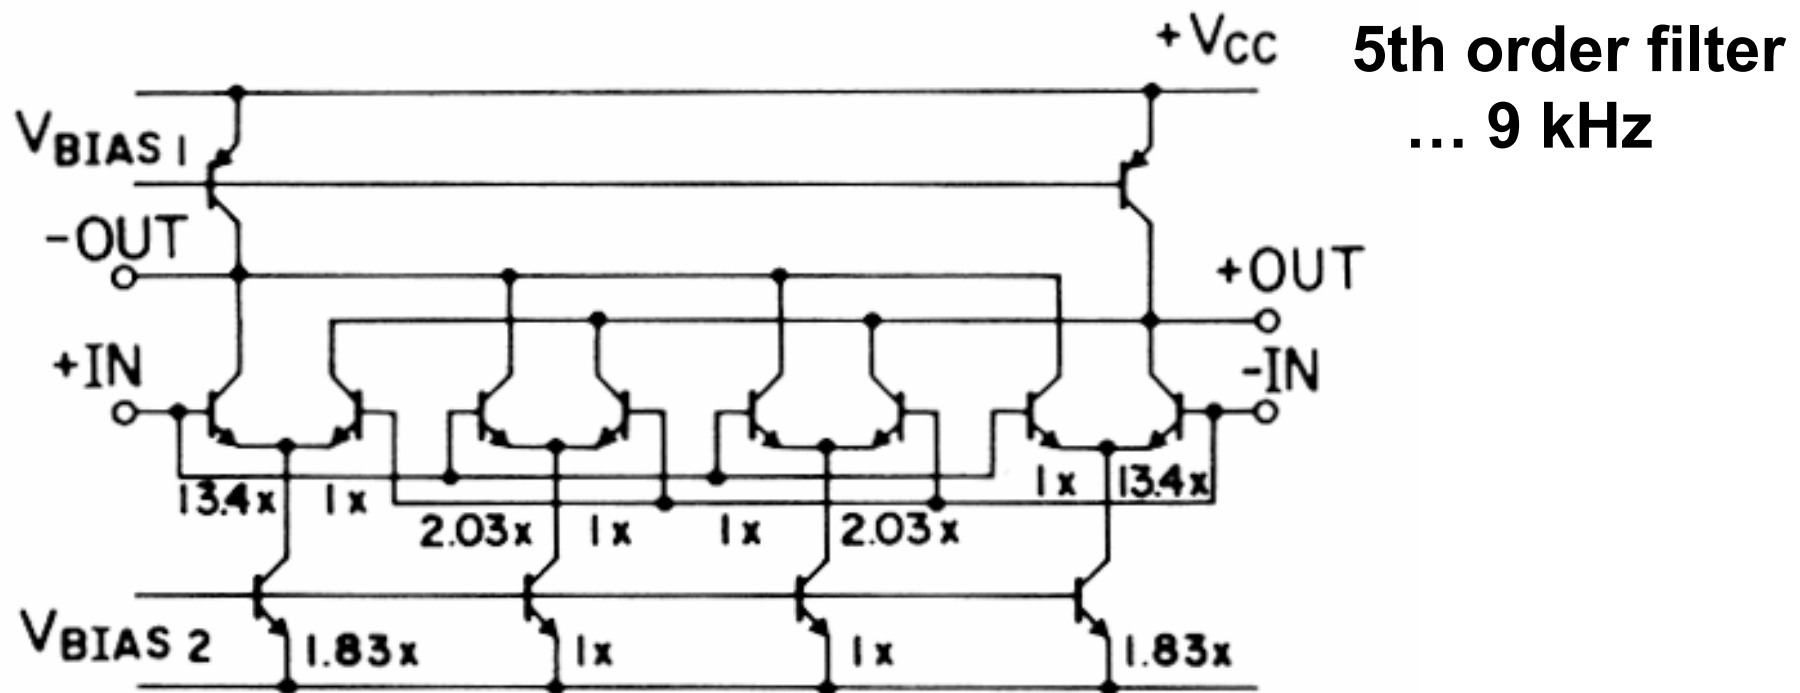 +VCC
5th order filter
... 9 kHz
VBIAS 1
-OUT
+OUT
+IN
-IN
13.4x 1x 2.03x 1x 1x 2.03x 1x 13.4x
VBIAS 2
1.83x 1x 1x 1.83x